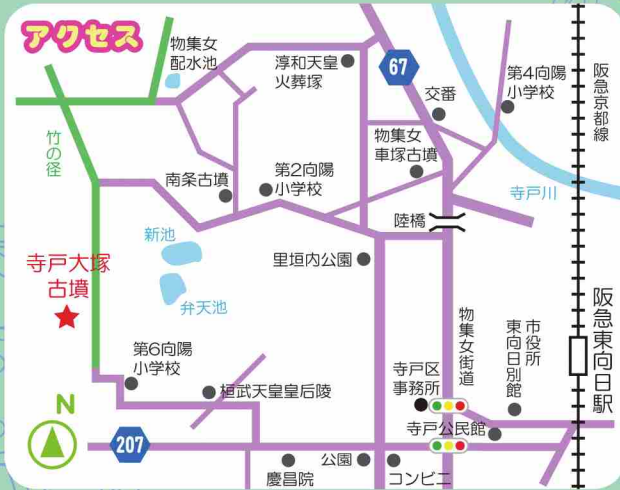 アクセス
物集女
配水池
淳和天皇
火葬塚
67
交番
第4向陽
小学校
阪急京都線
竹の径
南条古墳
第2向陽
小学校
物集女
車塚古墳
寺戸川
陸橋
新池
弁天池
里垣内公園
寺戸大塚
古墳
第6向陽
小学校
桓武天皇皇后陵
物集女街道
寺戸区
事務所
市役所
東向日別館
阪急東向日駅
寺戸公民館
N
207
慶昌院
公園
コンビニ